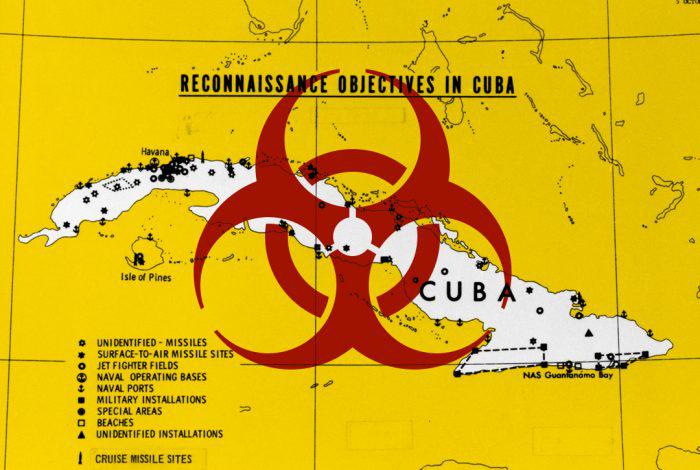 RECONNAISSANCE OBJECTIVES IN CUBA
Havana
Isle of Pines
CUBA
NAS Guantanamo Bay
UNIDENTIFIED - MISSILES
SURFACE-TO-AIR MISSILE SITES
JET FIGHTER FIELDS
NAVAL OPERATING BASES
NAVAL PORTS
MILITARY INSTALLATIONS
SPECIAL AREAS
BEACHES
UNIDENTIFIED INSTALLATIONS
CRUISE MISSILE SITES